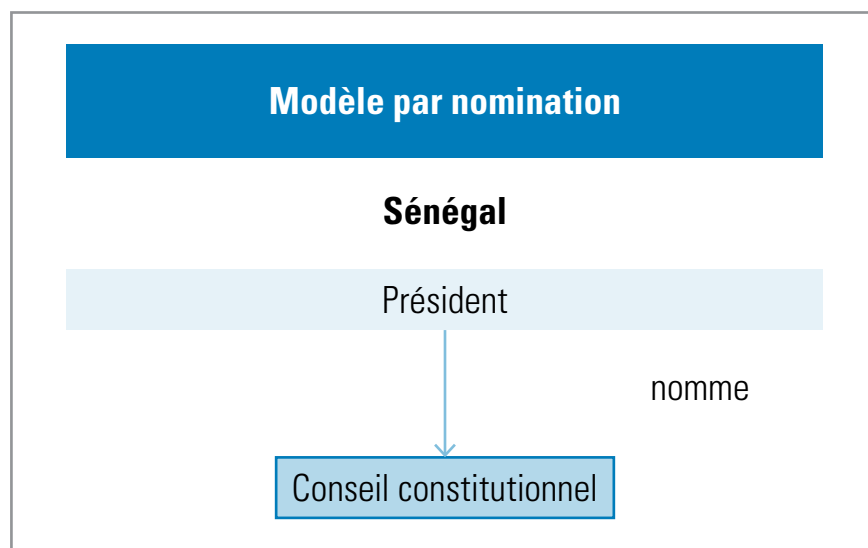 Modèle par nomination
Sénégal
Président
nomme
Conseil constitutionnel